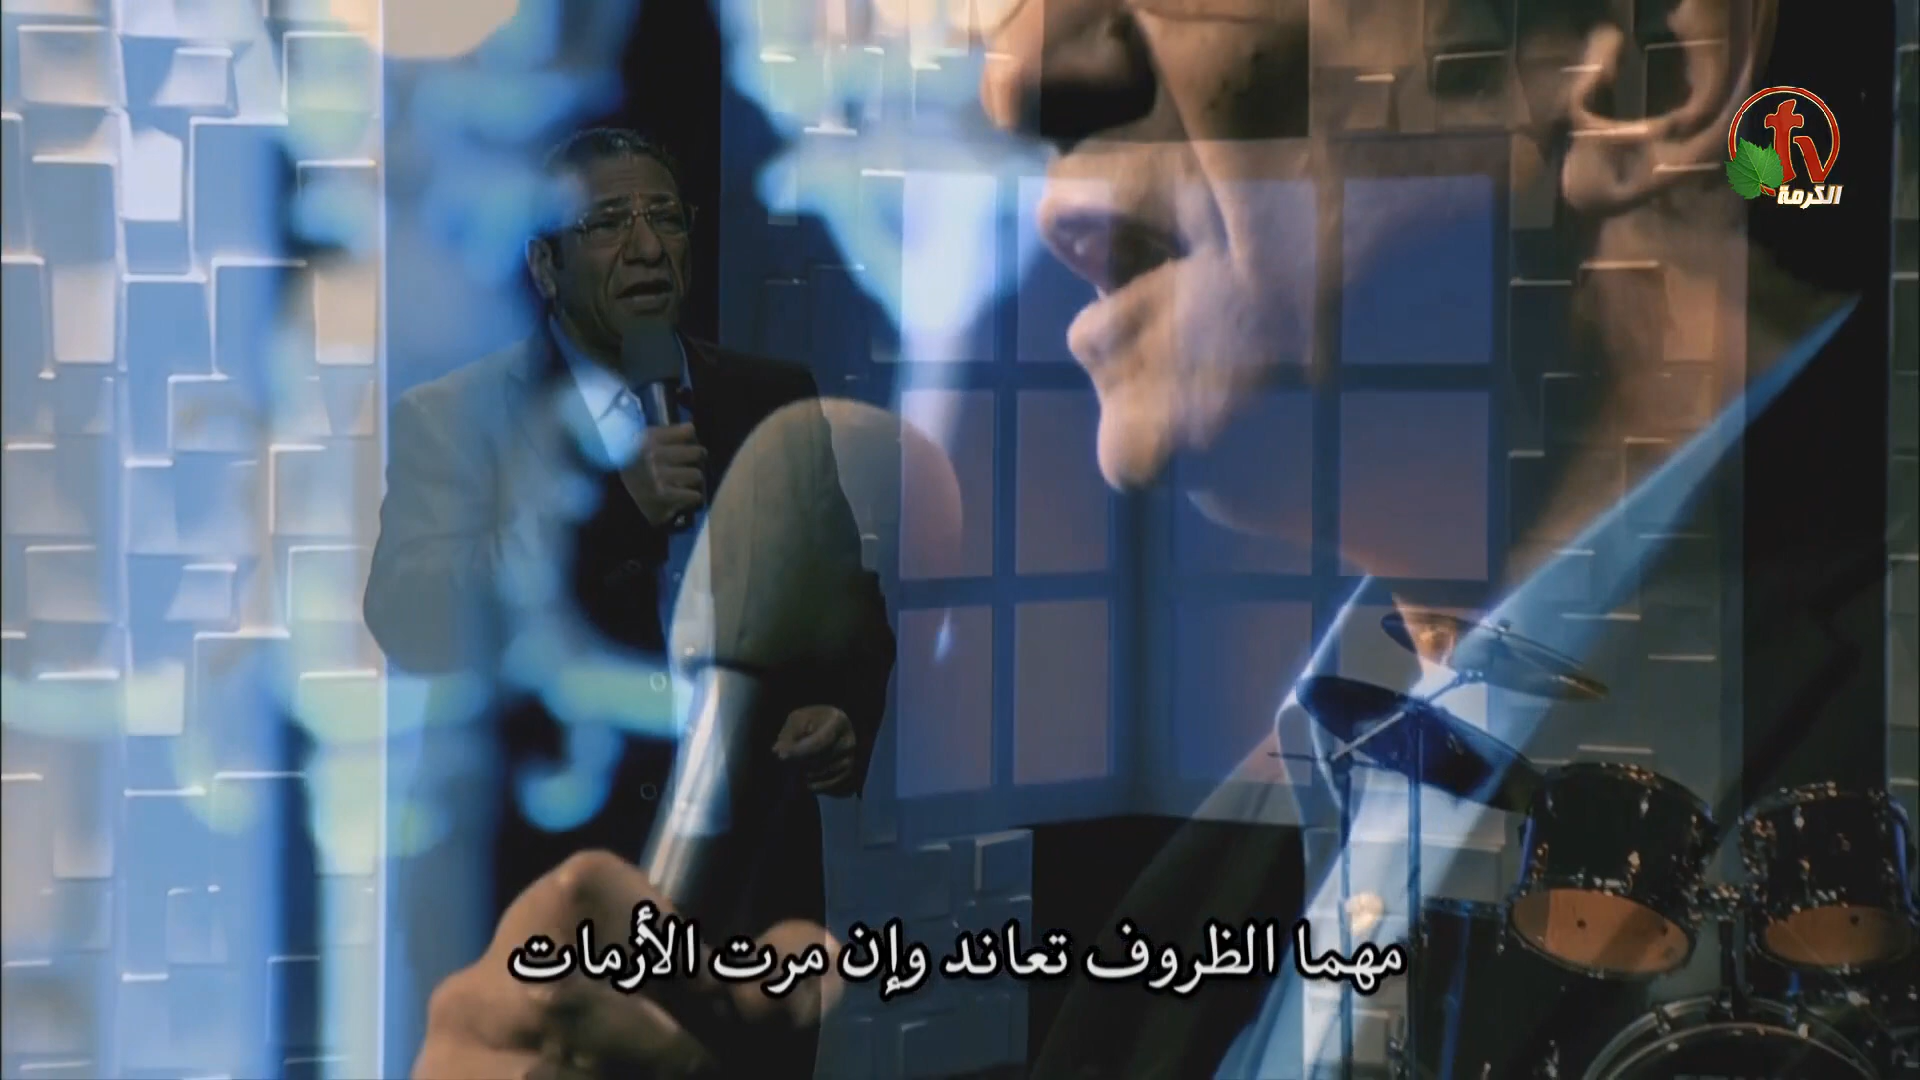 tv
الكرمة
مهما الظروف تعاند وإن مرت الأزمات